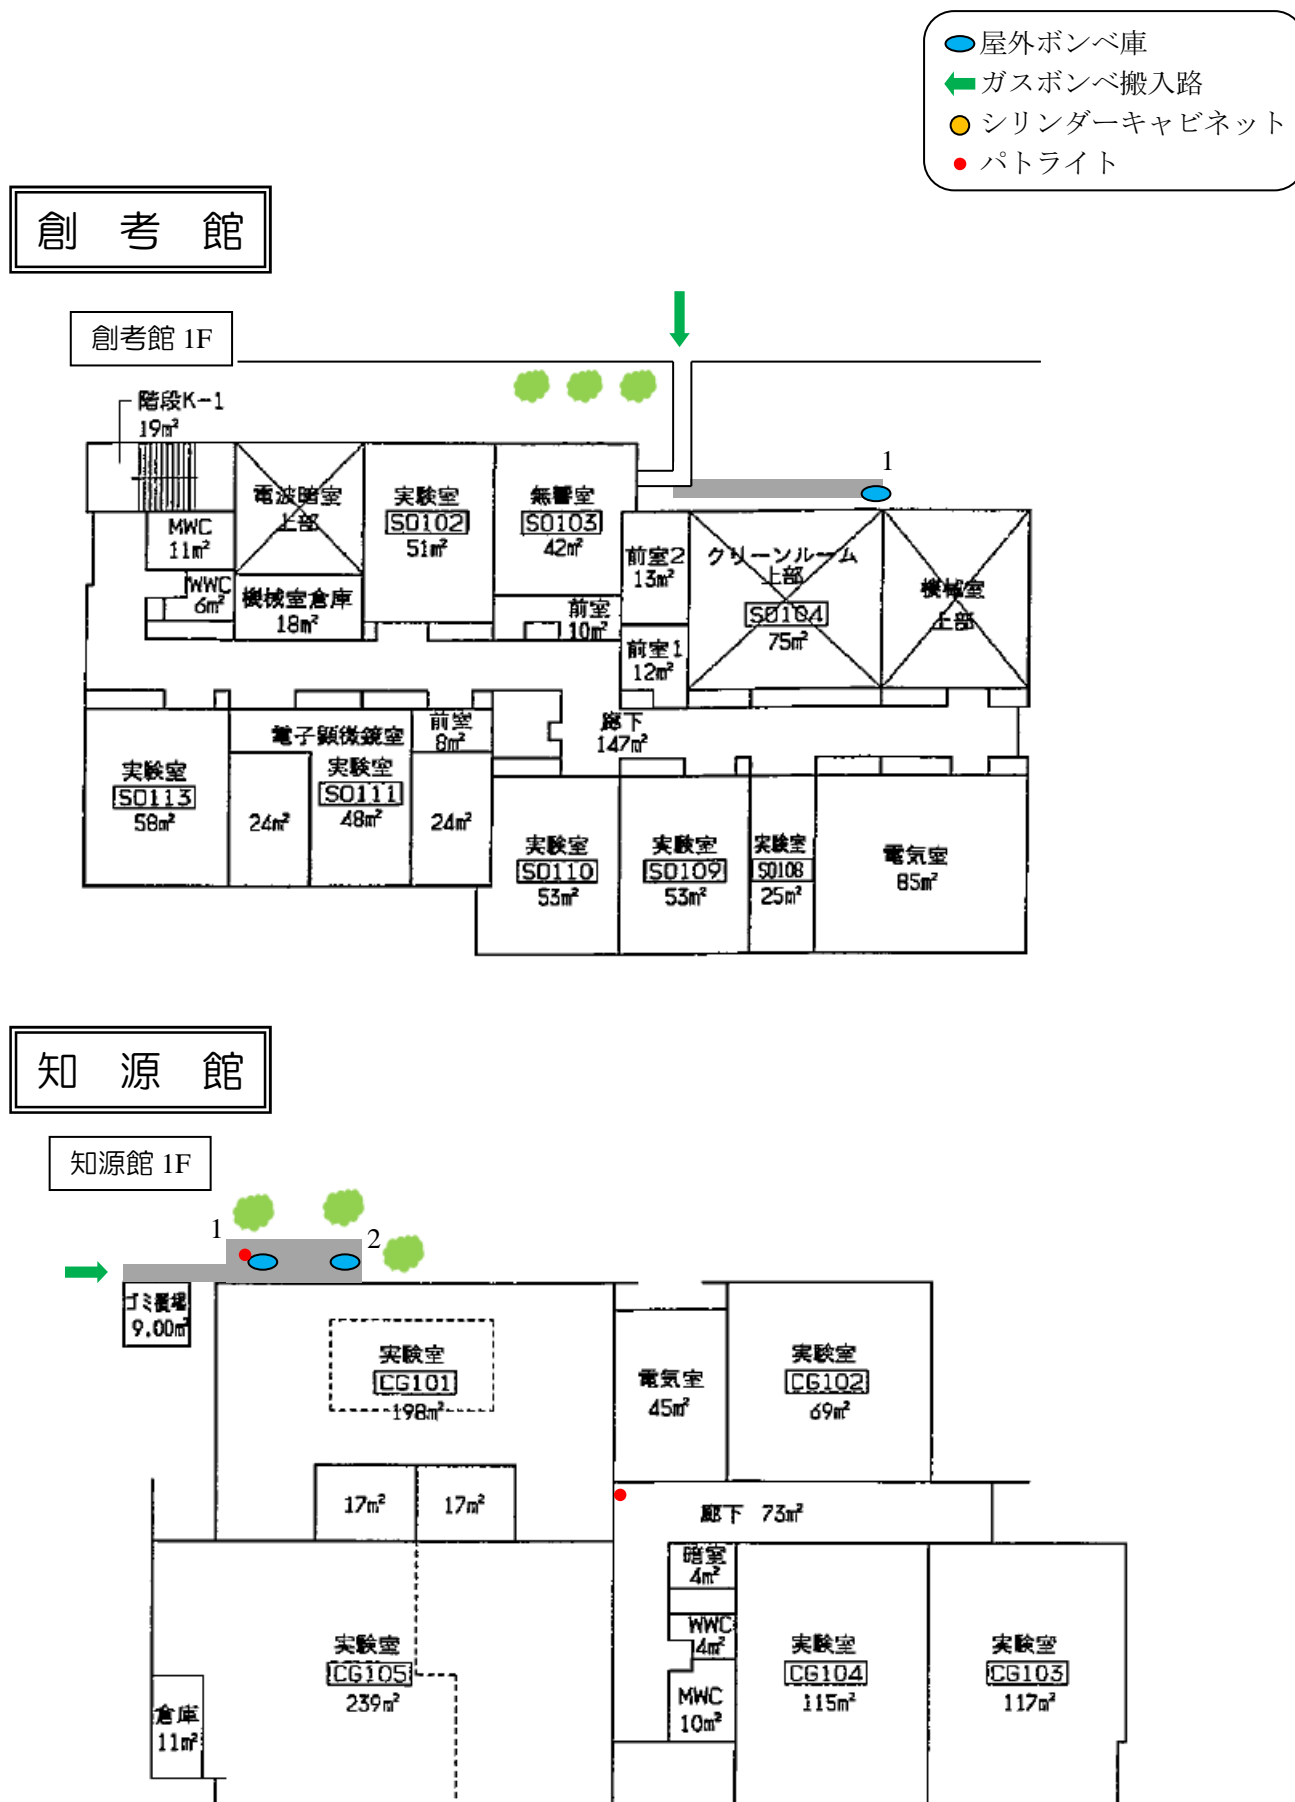 屋外ボンベ庫
ガスボンベ搬入路
シリンダーキャビネット
パトライト
創 考 館
創考館 1F
階段K-1
19㎡
1
電波暗室
上部
実験室
SO102
51㎡
無響室
SO103
42㎡
MWC
11㎡
WWC
6㎡
機械室倉庫
18㎡
前室
10㎡
前室2
13㎡
前室1
12㎡
クリーンルーム
上部
SO104
75㎡
機械室
上部
実験室
SO113
58㎡
電子顕微鏡室
24㎡
実験室
SO111
48㎡
前室
8㎡
24㎡
廊下
147㎡
実験室
SO110
53㎡
実験室
SO109
53㎡
実験室
SO108
25㎡
電気室
85㎡
知 源 館
知源館 1F
1
2
ゴミ置場
9.00㎡
実験室
CG101
198㎡
17㎡
17㎡
電気室
45㎡
実験室
CG102
69㎡
廊下 73㎡
暗室
4㎡
WWC
4㎡
MWC
10㎡
実験室
CG105
239㎡
倉庫
11㎡
実験室
CG104
115㎡
実験室
CG103
117㎡